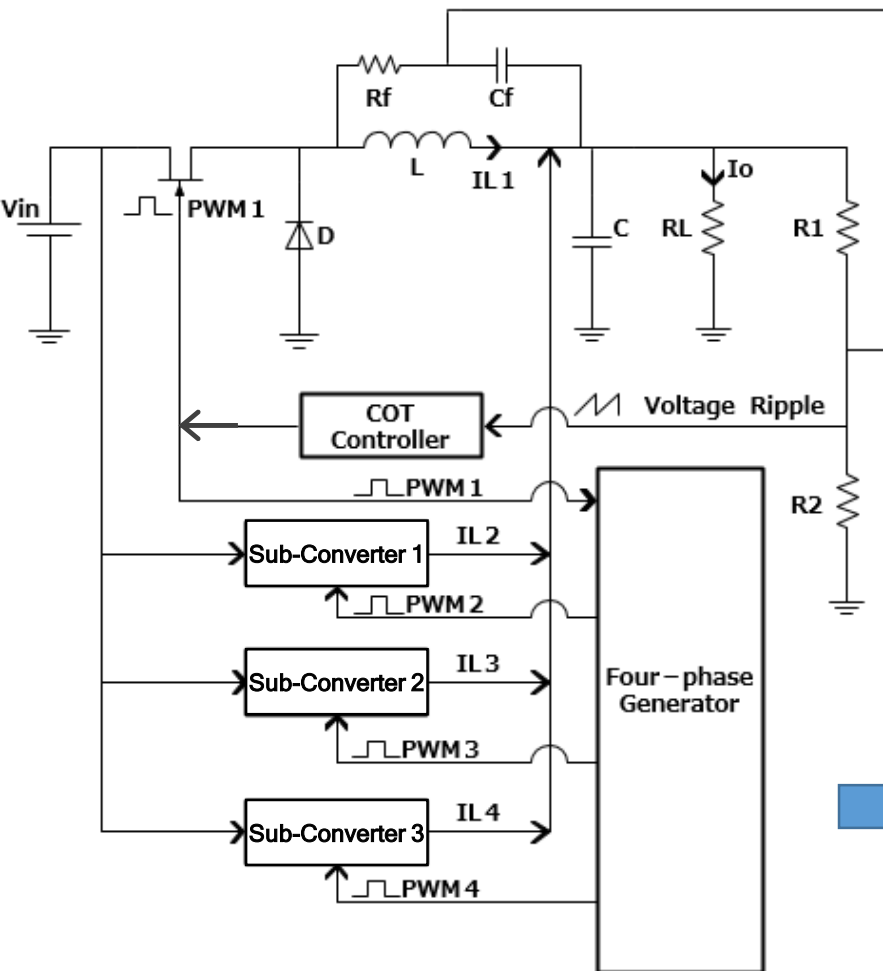 Rf
Cf
L
IL1
Io
Vin
PWM1
D
C
RL
R1
COT
Controller
Voltage Ripple
PWM1
R2
Sub-Converter 1
IL2
PWM2
Sub-Converter 2
IL3
Four-phase
Generator
PWM3
Sub-Converter 3
IL4
PWM4